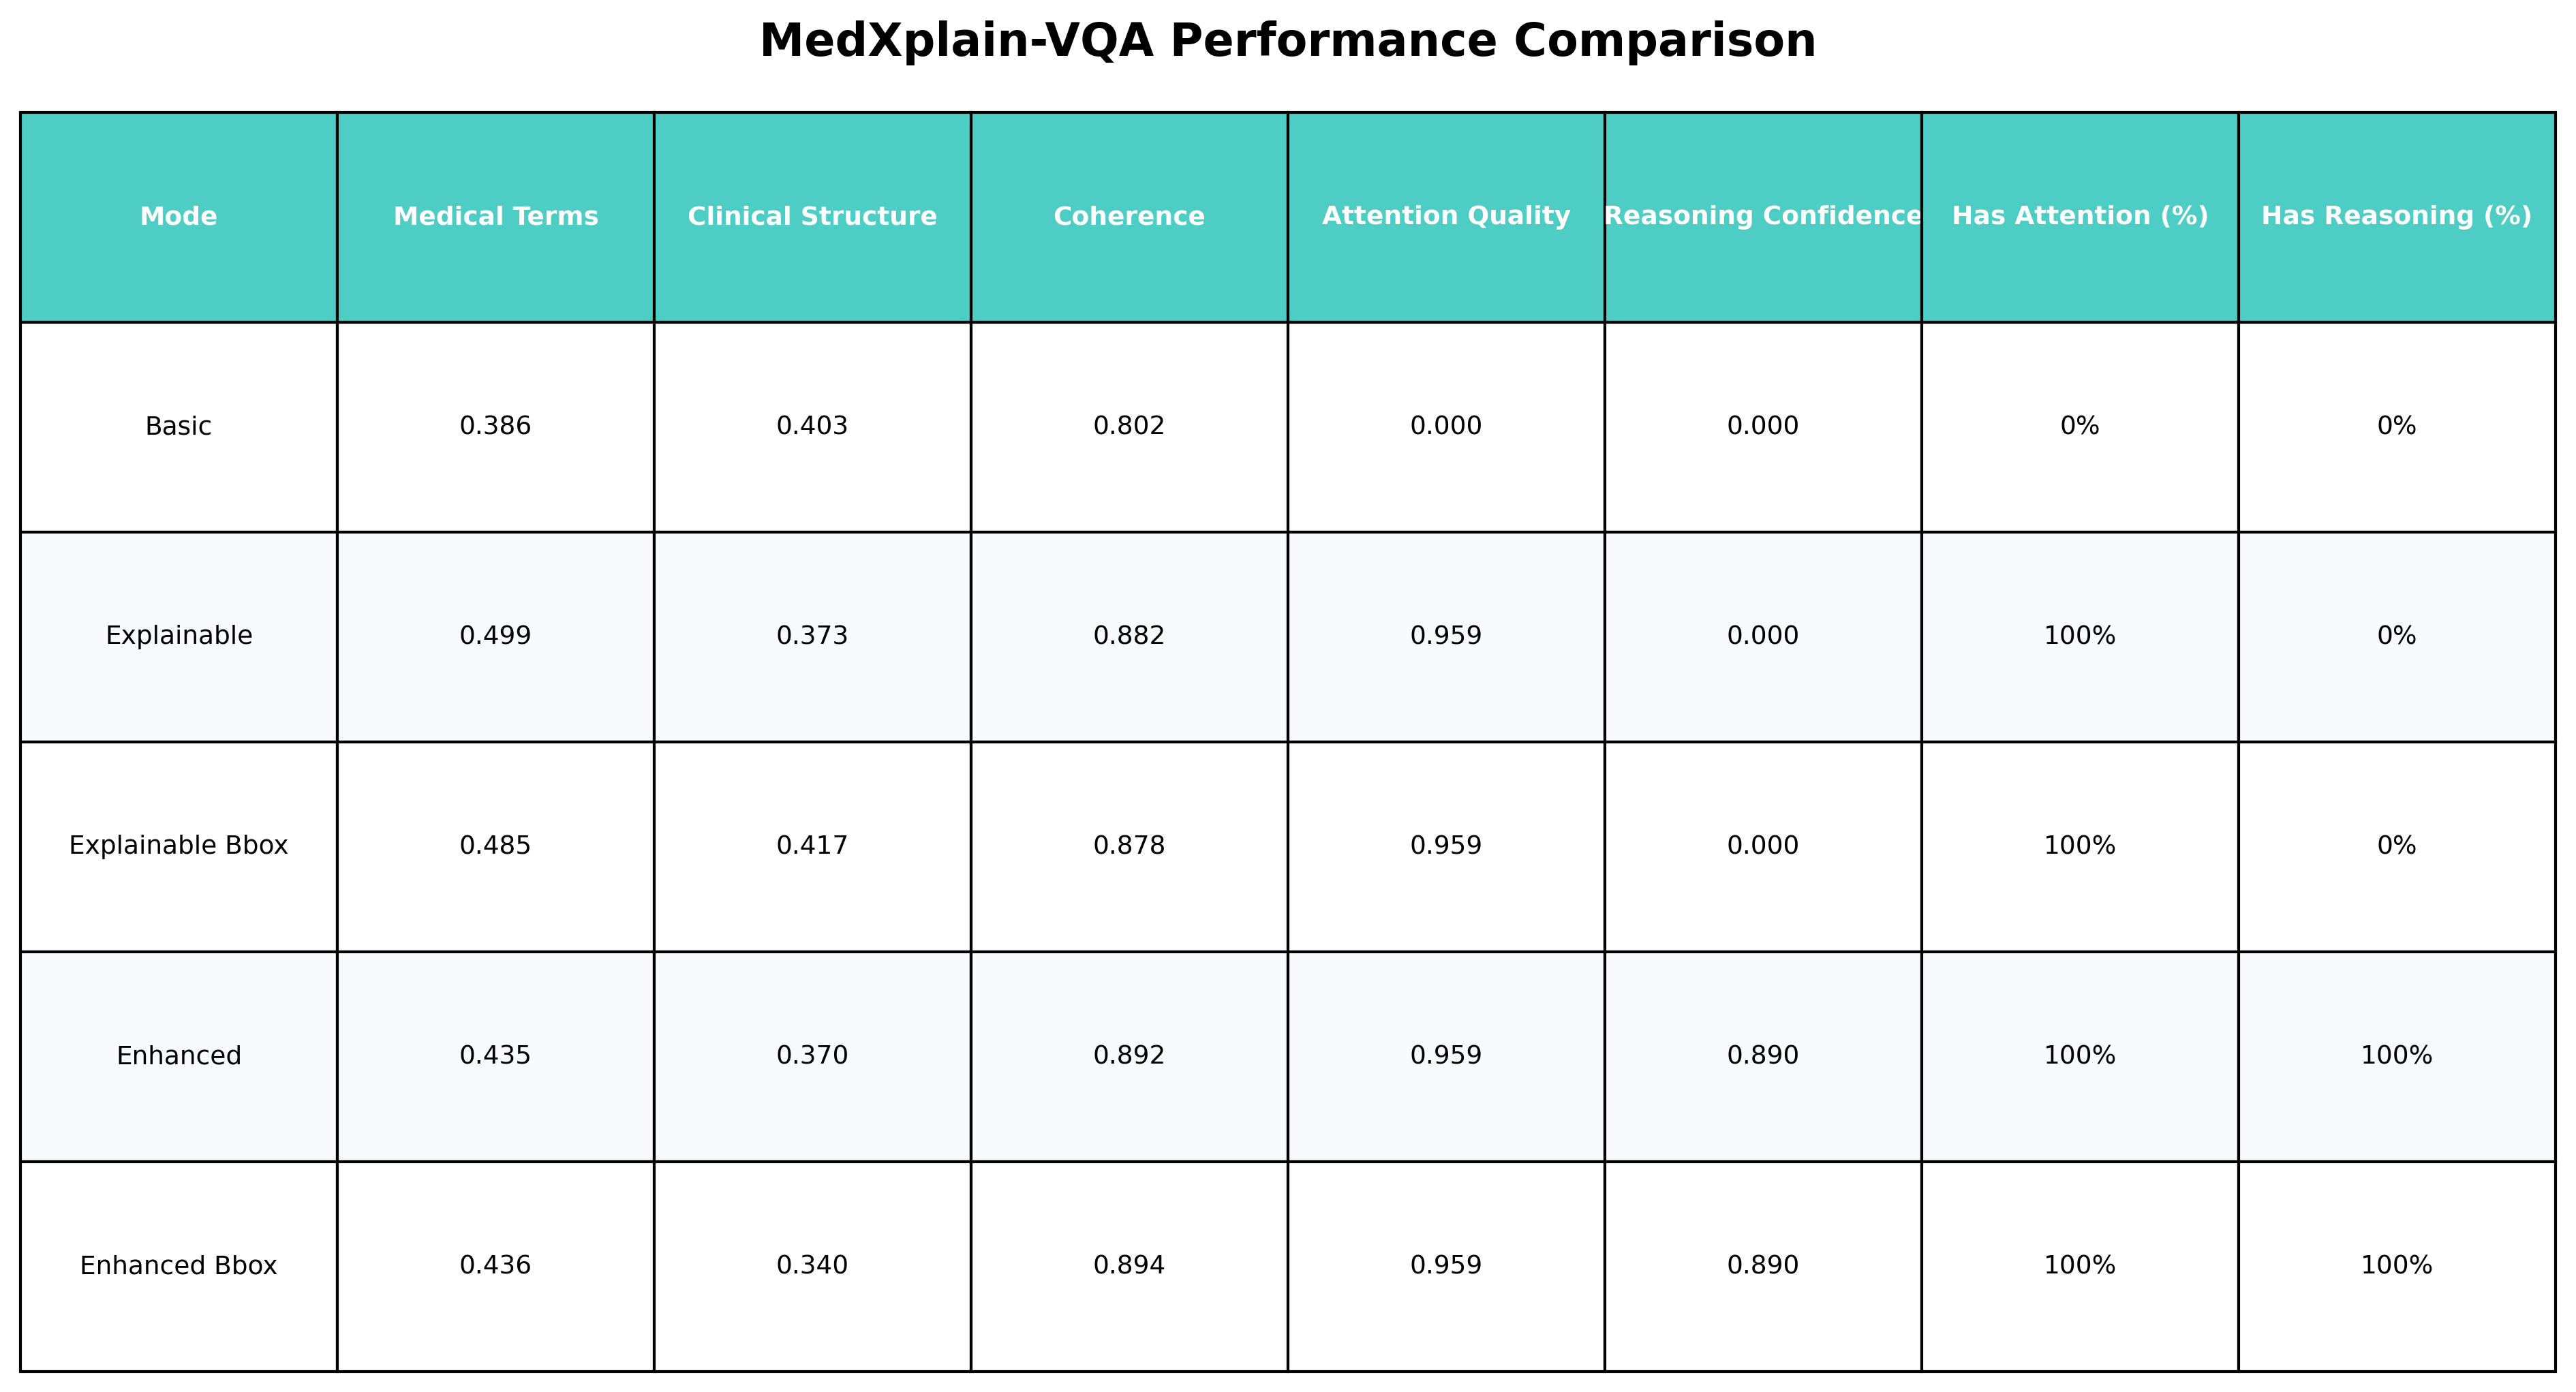 MedXplain-VQA Performance Comparison
Mode Medical Terms Clinical Structure Coherence Attention Quality Reasoning Confidence Has Attention (%) Has Reasoning (%)
Basic 0.386 0.403 0.802 0.000 0.000 0% 0%
Explainable 0.499 0.373 0.882 0.959 0.000 100% 0%
Explainable Bbox 0.485 0.417 0.878 0.959 0.000 100% 0%
Enhanced 0.435 0.370 0.892 0.959 0.890 100% 100%
Enhanced Bbox 0.436 0.340 0.894 0.959 0.890 100% 100%